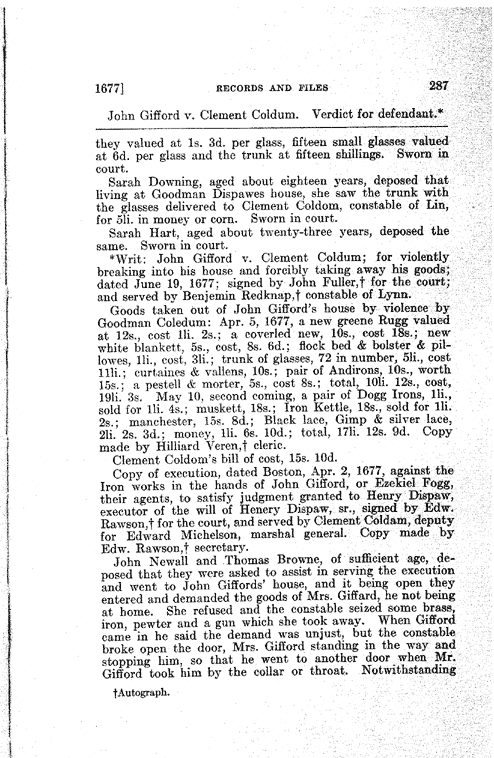 1677]
RECORDS AND FILES
287
John Gifford v. Clement Coldum. Verdict for defendant.*
they valued at 1s. 3d. per glass, fifteen small glasses valued
at 6d. per glass and the trunk at fifteen shillings. Sworn in
court.
Sarah Downing, aged about eighteen years, deposed that
living at Goodman Dispawes house, she saw the trunk with
the glasses delivered to Clement Coldom, constable of Lin,
for 5li. in money or corn. Sworn in court.
Sarah Hart, aged about twenty-three years, deposed the
same. Sworn in court.
*Writ: John Gifford v. Clement Coldum; for violently
breaking into his house and forcibly taking away his goods;
dated June 19, 1677; signed by John Fuller,† for the court;
and served by Benjemin Redknap,† constable of Lynn.
Goods taken out of John Gifford's house by violence by
Goodman Coledum: Apr. 5, 1677, a new greene Rugg valued
at 12s., cost 1li. 2s.; a coverled new, 10s., cost 18s.; new
white blankett, 5s., cost, 8s. 6d.; flock bed & bolster & pil-
lowes, 1li., cost, 3li.; trunk of glasses, 72 in number, 5li., cost
11li.; curtaines & vallens, 10s.; pair of Andirons, 10s., worth
15s.; a pestell & morter, 5s., cost 8s.; total, 10li. 12s., cost,
19li. 3s. May 10, second coming, a pair of Dogg Irons, 1li.,
sold for 1li. 4s.; muskett, 18s.; Iron Kettle, 18s., sold for 1li.
2s.; manchester, 15s. 8d.; Black lace, Gimp & silver lace,
2li. 2s. 3d.; money, 1li. 6s. 10d.; total, 17li. 12s. 9d. Copy
made by Hilliard Veren,† cleric.
Clement Coldom's bill of cost, 15s. 10d.
Copy of execution, dated Boston, Apr. 2, 1677, against the
Iron works in the hands of John Gifford, or Ezekiel Fogg,
their agents, to satisfy judgment granted to Henry Dispaw,
executor of the will of Henery Dispaw, sr., signed by Edw.
Rawson,† for the court, and served by Clement Coldam, deputy
for Edward Michelson, marshal general. Copy made by
Edw. Rawson,† secretary.
John Newall and Thomas Browne, of sufficient age, de-
posed that they were asked to assist in serving the execution
and went to John Giffords' house, and it being open they
entered and demanded the goods of Mrs. Giffard, he not being
at home. She refused and the constable seized some brass,
iron, pewter and a gun which she took away. When Gifford
came in he said the demand was unjust, but the constable
broke open the door, Mrs. Gifford standing in the way and
stopping him, so that he went to another door when Mr.
Gifford took him by the collar or throat. Notwithstanding
†Autograph.